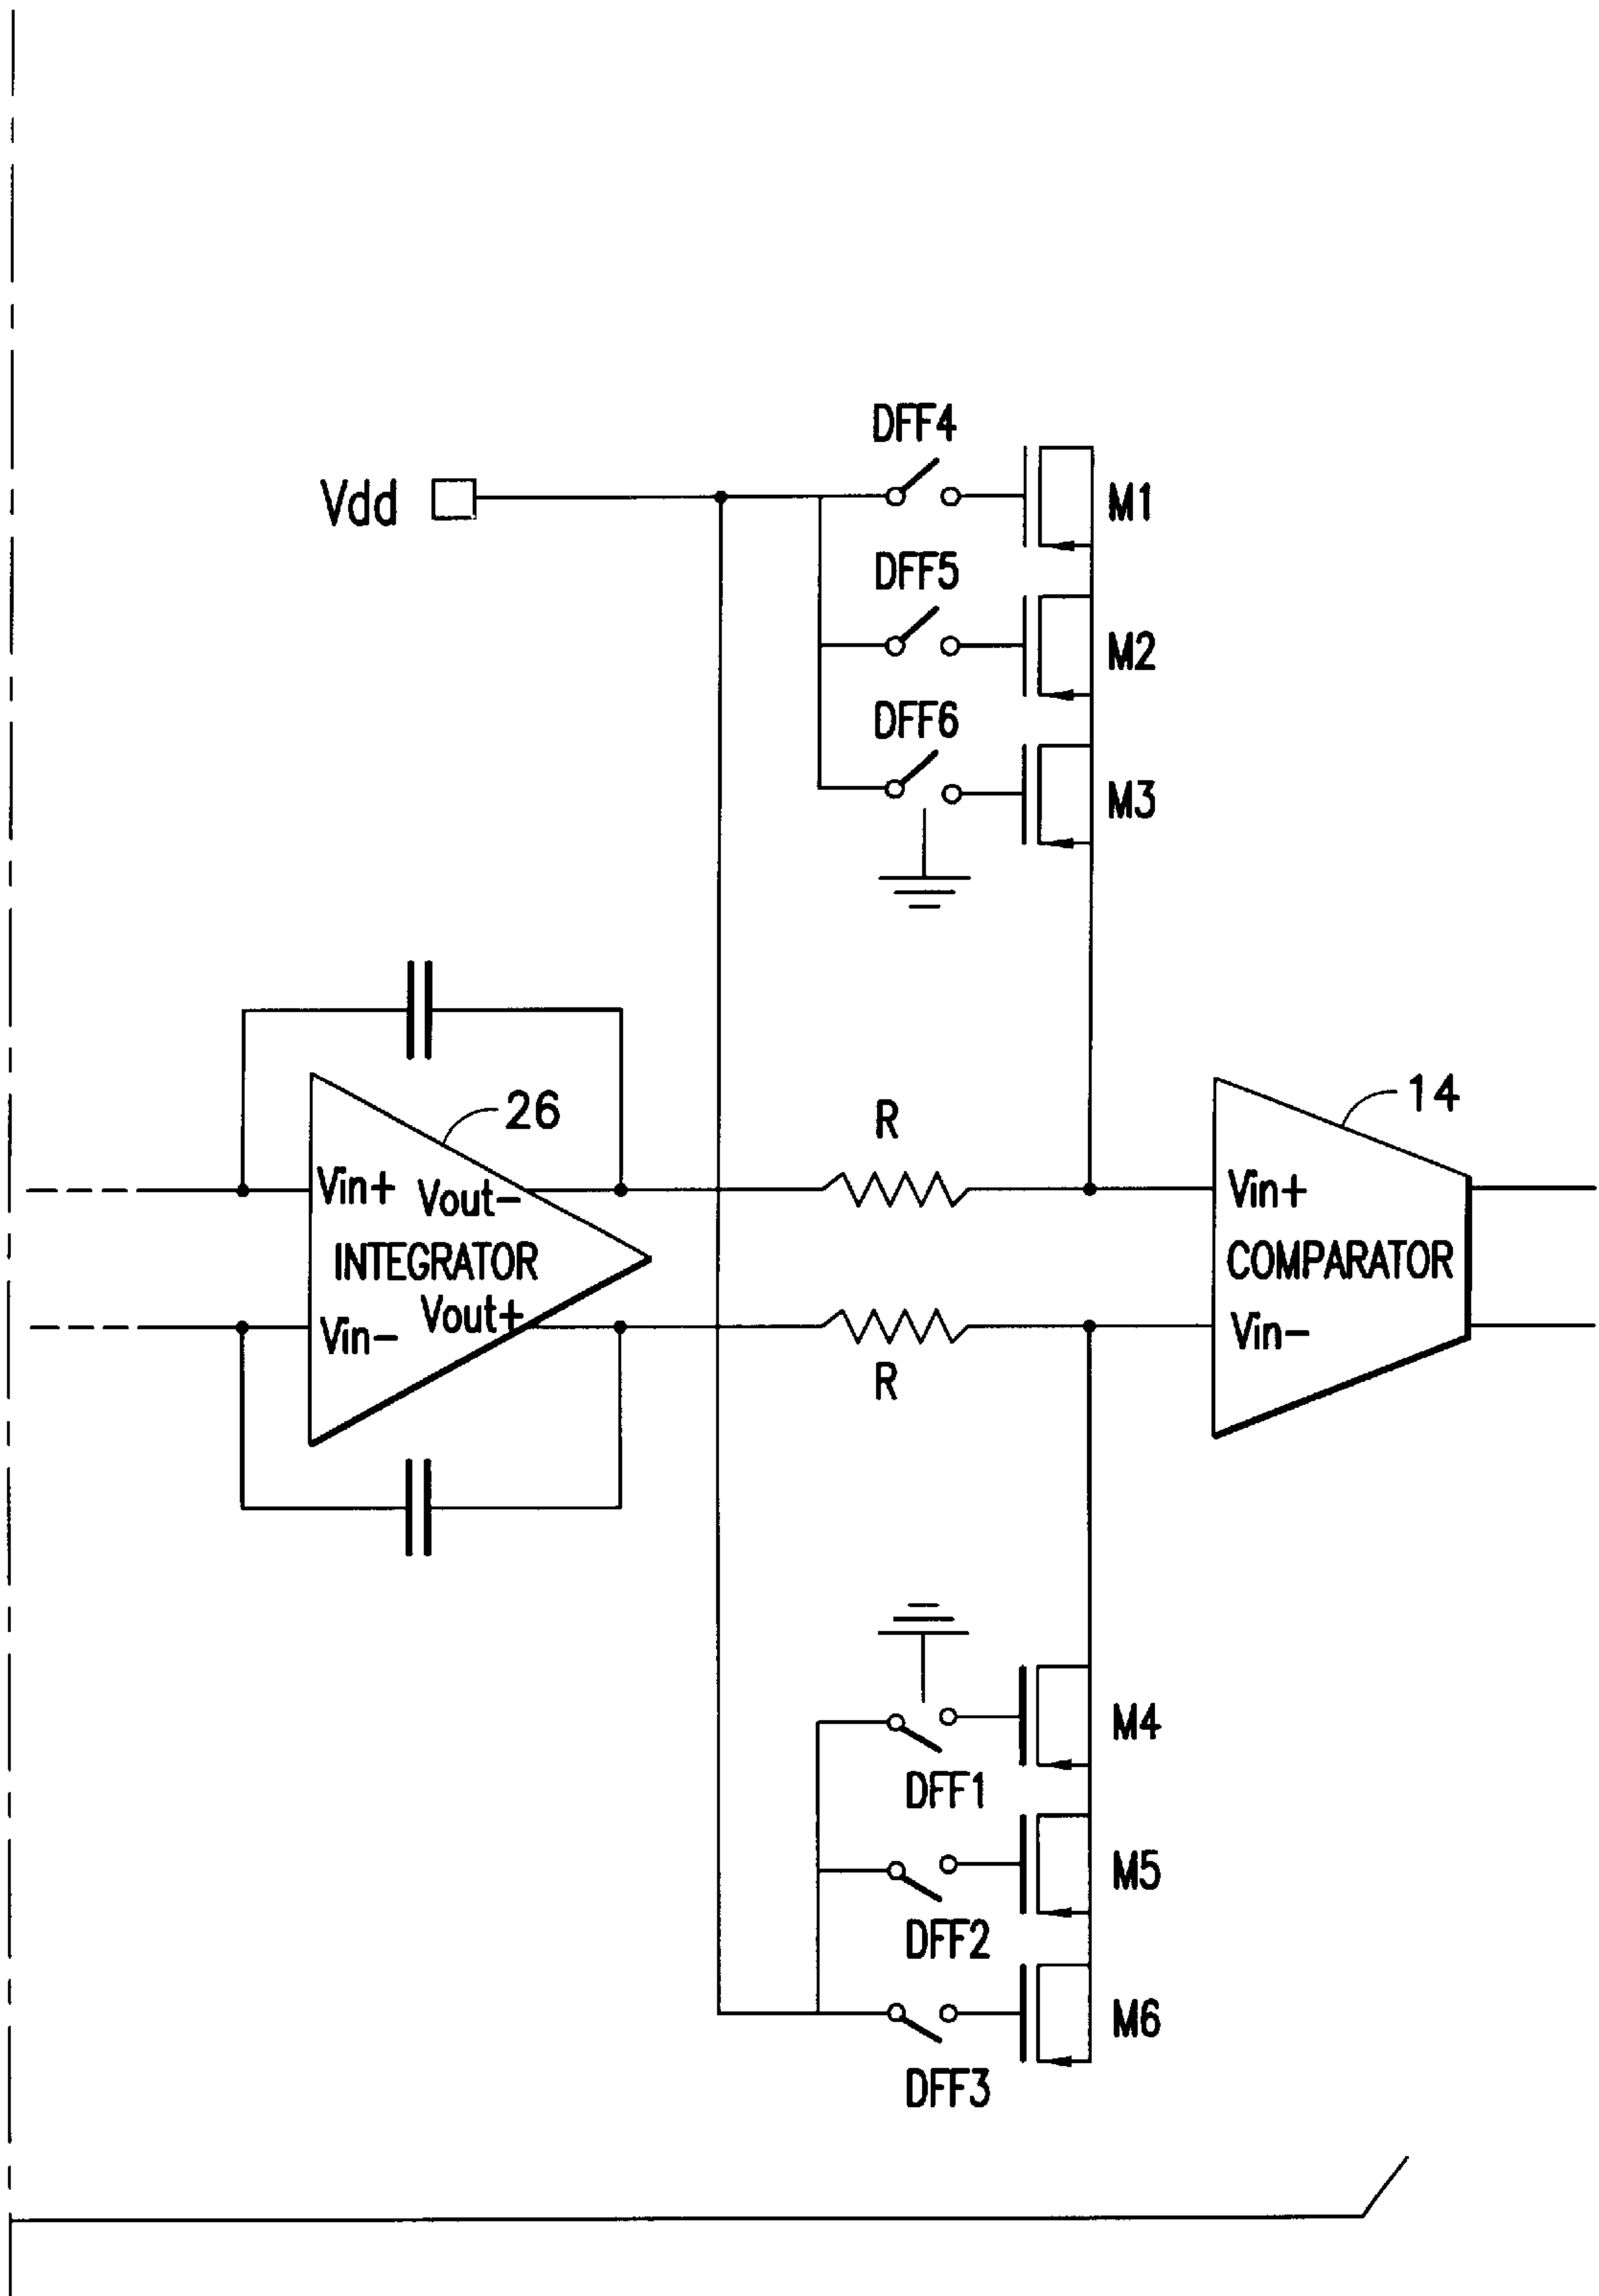 DFF4
Vdd
M1
DFF5
M2
DFF6
M3
26
R
14
Vin+
Vout-
Vin+
INTEGRATOR
COMPARATOR
Vin-
Vout+
Vin-
R
M4
DFF1
M5
DFF2
M6
DFF3